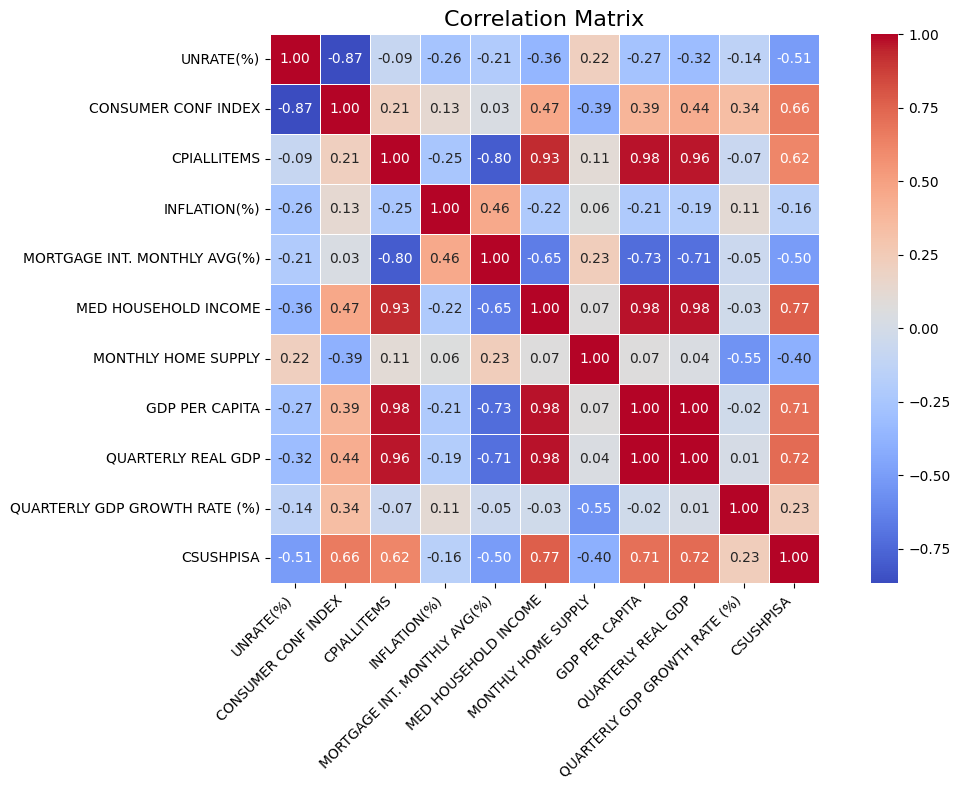 Correlation Matrix
UNRATE(%) 1.00 -0.87 -0.09 -0.26 -0.21 -0.36 0.22 -0.27 -0.32 -0.14 -0.51
CONSUMER CONF INDEX -0.87 1.00 0.21 0.13 0.03 0.47 -0.39 0.39 0.44 0.34 0.66
CPIALLITEMS -0.09 0.21 1.00 -0.25 -0.80 0.93 0.11 0.98 0.96 -0.07 0.62
INFLATION(%) -0.26 0.13 -0.25 1.00 0.46 -0.22 0.06 -0.21 -0.19 0.11 -0.16
MORTGAGE INT. MONTHLY AVG(%) -0.21 0.03 -0.80 0.46 1.00 -0.65 0.23 -0.73 -0.71 -0.05 -0.50
MED HOUSEHOLD INCOME -0.36 0.47 0.93 -0.22 -0.65 1.00 0.07 0.98 0.98 -0.03 0.77
MONTHLY HOME SUPPLY 0.22 -0.39 0.11 0.06 0.23 0.07 1.00 0.07 0.04 -0.55 -0.40
GDP PER CAPITA -0.27 0.39 0.98 -0.21 -0.73 0.98 0.07 1.00 1.00 -0.02 0.71
QUARTERLY REAL GDP -0.32 0.44 0.96 -0.19 -0.71 0.98 0.04 1.00 1.00 0.01 0.72
QUARTERLY GDP GROWTH RATE (%) -0.14 0.34 -0.07 0.11 -0.05 -0.03 -0.55 -0.02 0.01 1.00 0.23
CSUSHPISA -0.51 0.66 0.62 -0.16 -0.50 0.77 -0.40 0.71 0.72 0.23 1.00
UNRATE(%)
CONSUMER CONF INDEX
CPIALLITEMS
INFLATION(%)
MORTGAGE INT. MONTHLY AVG(%)
MED HOUSEHOLD INCOME
MONTHLY HOME SUPPLY
GDP PER CAPITA
QUARTERLY REAL GDP
QUARTERLY GDP GROWTH RATE (%)
CSUSHPISA
1.00
0.75
0.50
0.25
0.00
−0.25
−0.50
−0.75